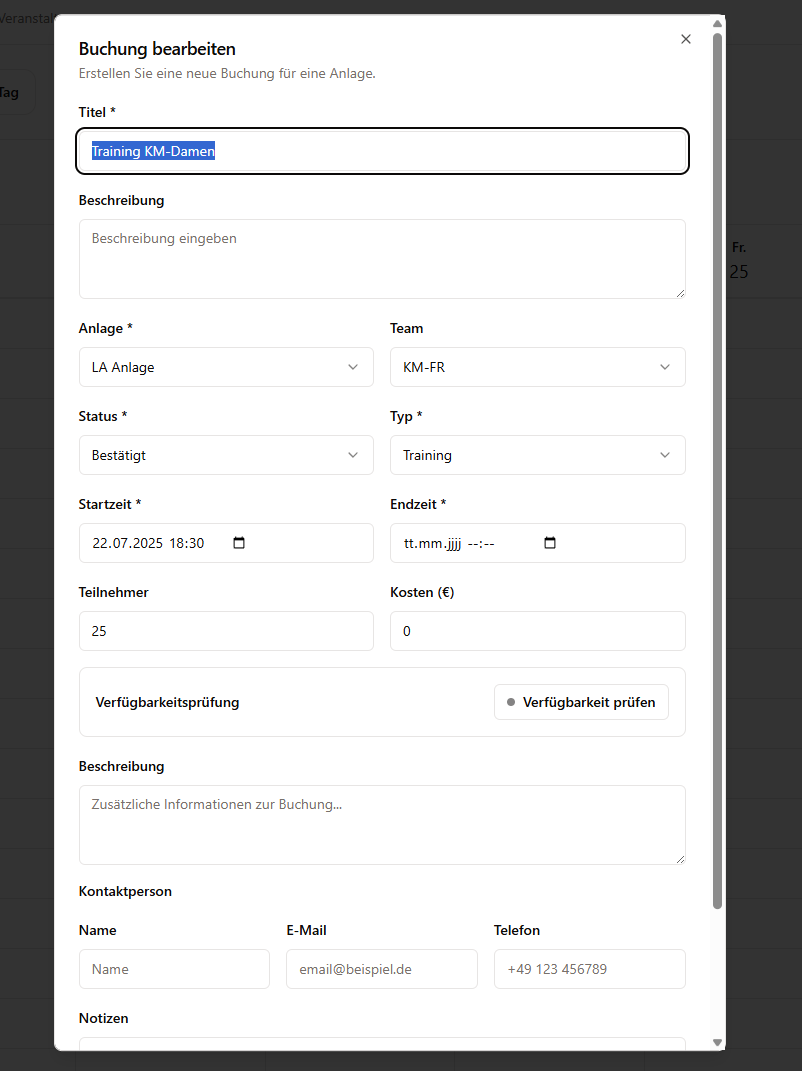 Veranstal
Tag
Fr.
25
Buchung bearbeiten
Erstellen Sie eine neue Buchung für eine Anlage.
Titel *
Training KM-Damen
Beschreibung
Beschreibung eingeben
Anlage *
Team
LA Anlage
KM-FR
Status *
Typ *
Bestätigt
Training
Startzeit *
Endzeit *
22.07.2025 18:30
tt.mm.jjjj --:--
Teilnehmer
Kosten (€)
25
0
Verfügbarkeitsprüfung
Verfügbarkeit prüfen
Beschreibung
Zusätzliche Informationen zur Buchung...
Kontaktperson
Name
E-Mail
Telefon
Name
email@beispiel.de
+49 123 456789
Notizen